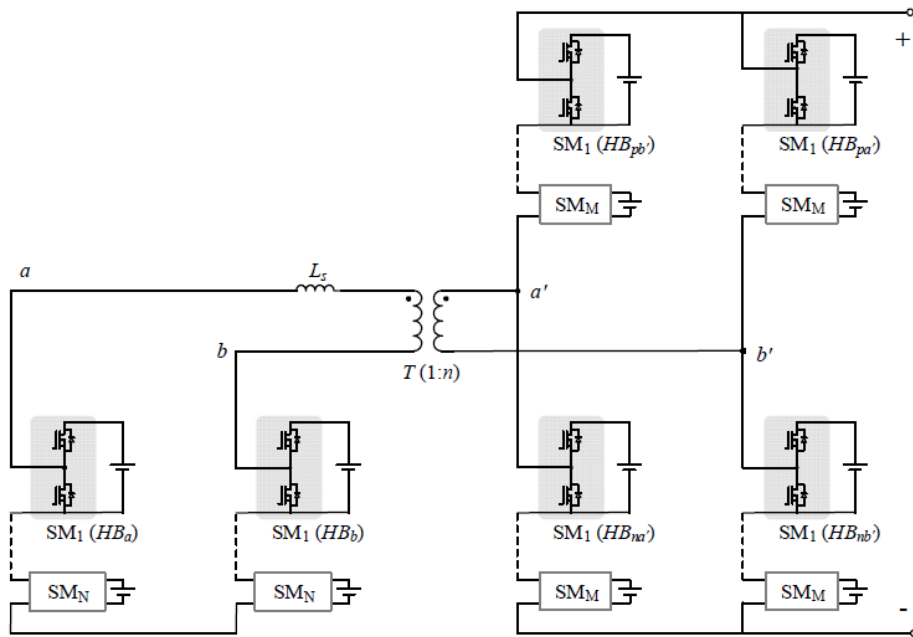 +
SM1 (HBpb')
SM1 (HBpa')
SMM
SMM
a
Ls
a'
b
b'
T (1:n)
SM1 (HBa)
SM1 (HBb)
SM1 (HBna')
SM1 (HBnb')
SMN
SMN
SMM
SMM
-